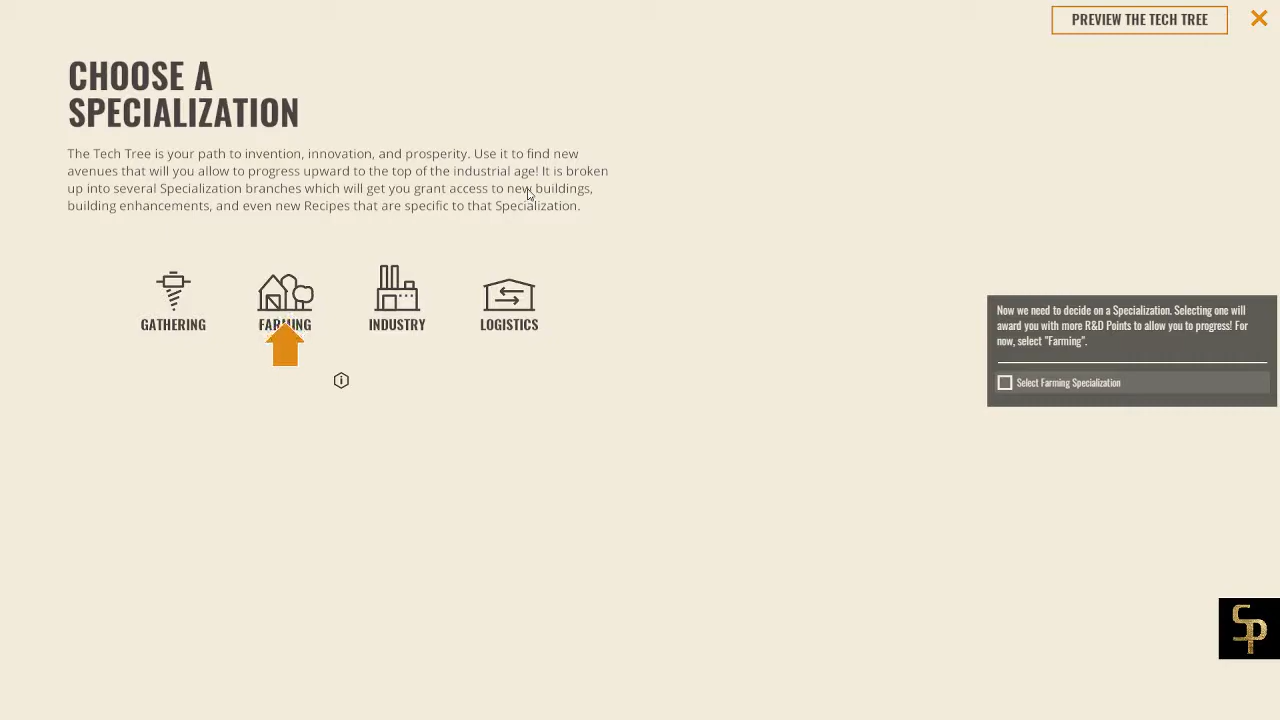 PREVIEW THE TECH TREE
CHOOSE A
SPECIALIZATION
The Tech Tree is your path to invention, innovation, and prosperity. Use it to find new
avenues that will you allow to progress upward to the top of the industrial age! It is broken
up into several Specialization branches which will get you grant access to new buildings,
building enhancements, and even new Recipes that are specific to that Specialization.
GATHERING
FARMING
INDUSTRY
LOGISTICS
Now we need to decide on a Specialization. Selecting one will
award you with more R&D Points to allow you to progress! For
now, select "Farming".
Select Farming Specialization
SP